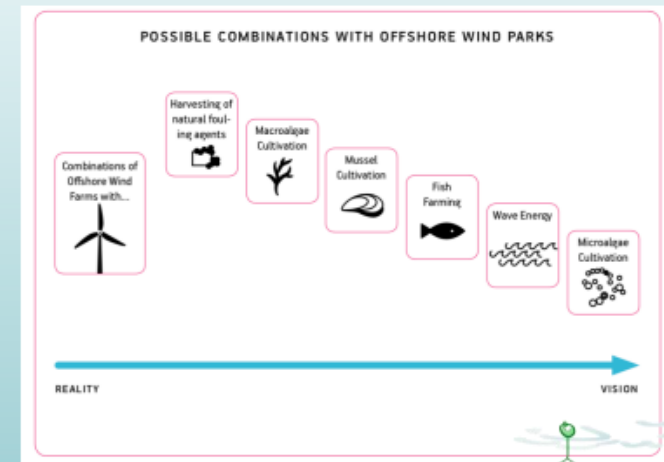 POSSIBLE COMBINATIONS WITH OFFSHORE WIND PARKS
Combinations of
Offshore Wind
Farms with...
Harvesting of
natural foul-
ing agents
Macroalgae
Cultivation
Mussel
Cultivation
Fish
Farming
Wave Energy
Microalgae
Cultivation
REALITY
VISION